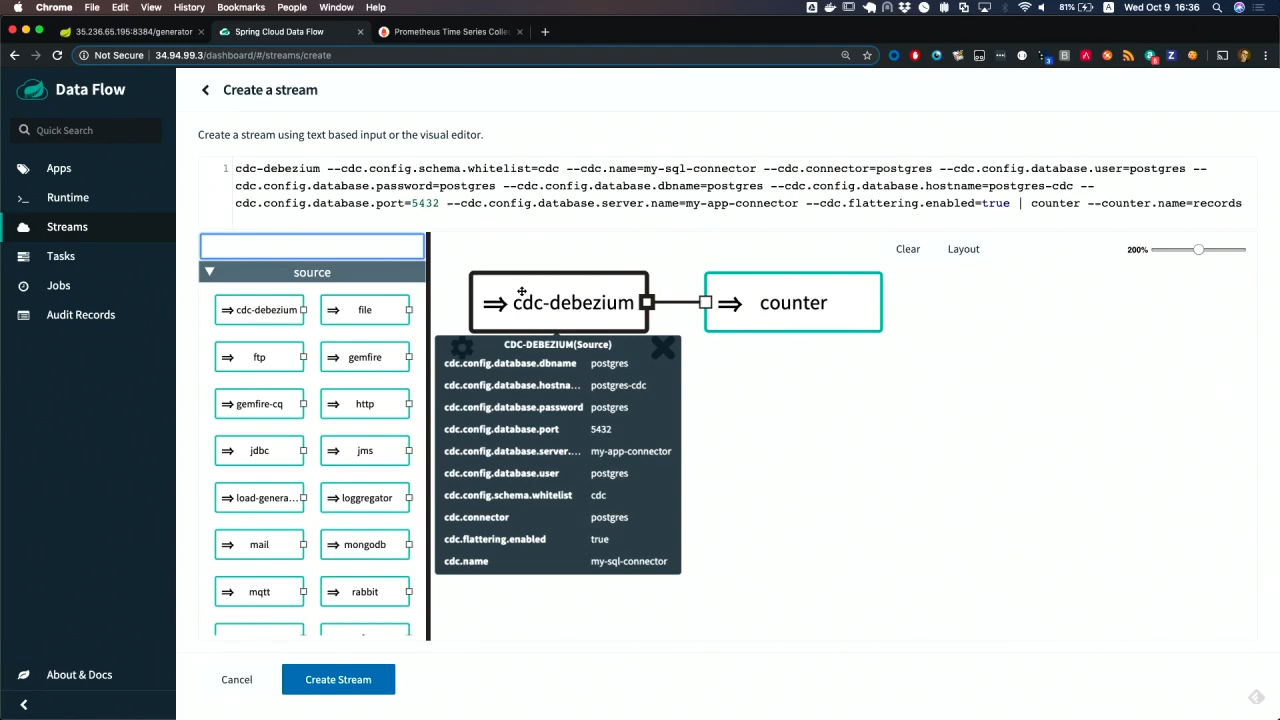 Chrome File Edit View History Bookmarks People Window Help
81% Wed Oct 9 16:36
35.236.65.195:8384/generator
Spring Cloud Data Flow
Prometheus Time Series Colle
Not Secure 34.94.99.3/dashboard/#/streams/create
Data Flow
Quick Search
Apps
Runtime
Streams
Tasks
Jobs
Audit Records
About & Docs
Create a stream
Create a stream using text based input or the visual editor.
1 cdc-debezium --cdc.config.schema.whitelist=cdc --cdc.name=my-sql-connector --cdc.connector=postgres --cdc.config.database.user=postgres --
cdc.config.database.password=postgres --cdc.config.database.dbname=postgres --cdc.config.database.hostname=postgres-cdc --
cdc.config.database.port=5432 --cdc.config.database.server.name=my-app-connector --cdc.flattering.enabled=true | counter --counter.name=records
Clear Layout 200%
source
cdc-debezium file
ftp gemfire
gemfire-cq http
jdbc jms
load-genera... loggregator
mail mongodb
mqtt rabbit
cdc-debezium counter
CDC-DEBEZIUM(Source)
cdc.config.database.dbname postgres
cdc.config.database.hostna... postgres-cdc
cdc.config.database.password postgres
cdc.config.database.port 5432
cdc.config.database.server.... my-app-connector
cdc.config.database.user postgres
cdc.config.schema.whitelist cdc
cdc.connector postgres
cdc.flattering.enabled true
cdc.name my-sql-connector
Cancel Create Stream